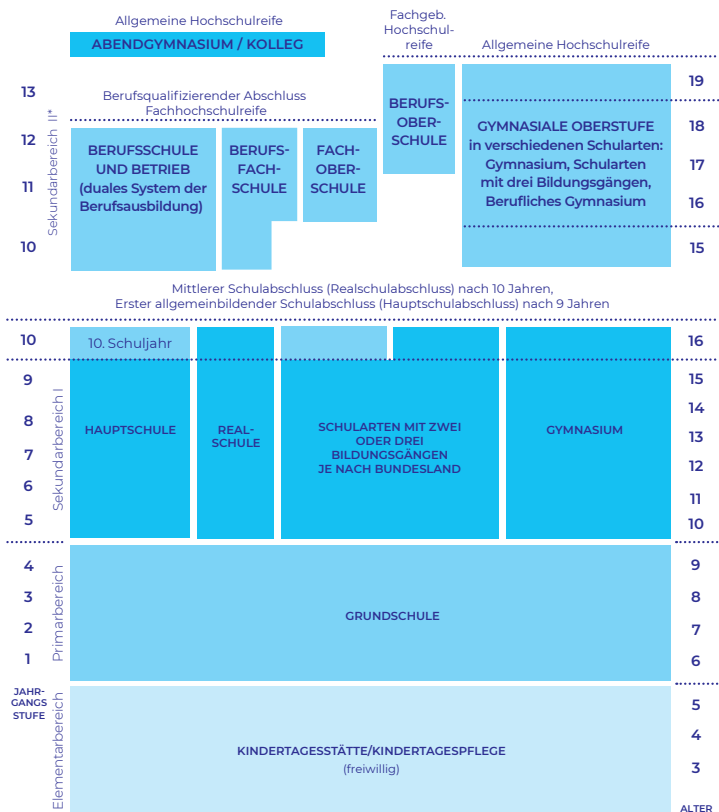 Allgemeine Hochschulreife
ABENDGYMNASIUM / KOLLEG
Fachgeb.
Hochschul-
reife
Allgemeine Hochschulreife
Berufsqualifizierender Abschluss
Fachhochschulreife
13
12
11
10
Sekundarbereich II*
BERUFSSCHULE
UND BETRIEB
(duales System der
Berufsausbildung)
BERUFS-
FACH-
SCHULE
FACH-
OBER-
SCHULE
BERUFS-
OBER-
SCHULE
GYMNASIALE OBERSTUFE
in verschiedenen Schularten:
Gymnasium, Schularten
mit drei Bildungsgängen,
Berufliches Gymnasium
19
18
17
16
15
Mittlerer Schulabschluss (Realschulabschluss) nach 10 Jahren,
Erster allgemeinbildender Schulabschluss (Hauptschulabschluss) nach 9 Jahren
10
9
8
7
6
5
Sekundarbereich I
10. Schuljahr
HAUPTSCHULE
REAL-
SCHULE
SCHULARTEN MIT ZWEI
ODER DREI
BILDUNGSGÄNGEN
JE NACH BUNDESLAND
GYMNASIUM
16
15
14
13
12
11
10
4
3
2
1
Primarbereich
GRUNDSCHULE
9
8
7
6
JAHR-
GANGS
STUFE
Elementarbereich
KINDERTAGESSTÄTTE/KINDERTAGESPFLEGE
(freiwillig)
5
4
3
ALTER